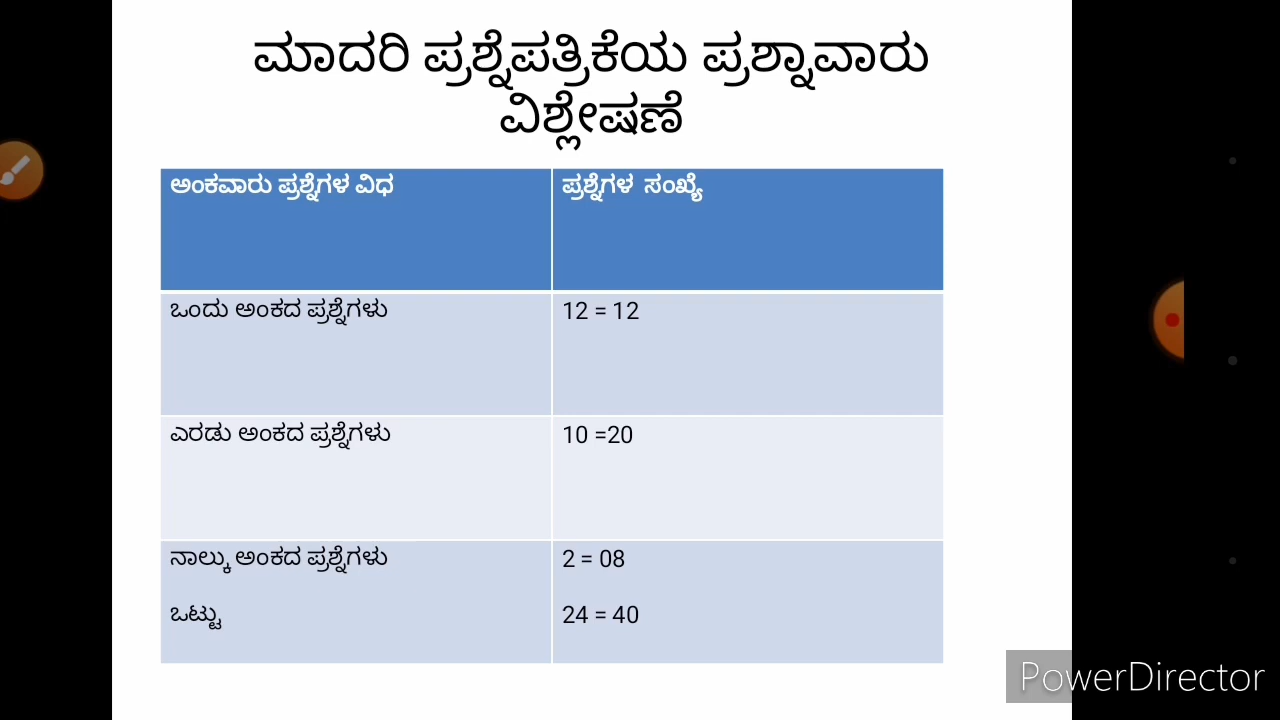 ಮಾದರಿ ಪ್ರಶ್ನೆಪತ್ರಿಕೆಯ ಪ್ರಶ್ನಾವಾರು
ವಿಶ್ಲೇಷಣೆ
ಅಂಕವಾರು ಪ್ರಶ್ನೆಗಳ ವಿಧ ಪ್ರಶ್ನೆಗಳ ಸಂಖ್ಯೆ
ಒಂದು ಅಂಕದ ಪ್ರಶ್ನೆಗಳು 12 = 12
ಎರಡು ಅಂಕದ ಪ್ರಶ್ನೆಗಳು 10 =20
ನಾಲ್ಕು ಅಂಕದ ಪ್ರಶ್ನೆಗಳು 2 = 08
ಒಟ್ಟು 24 = 40
PowerDirector